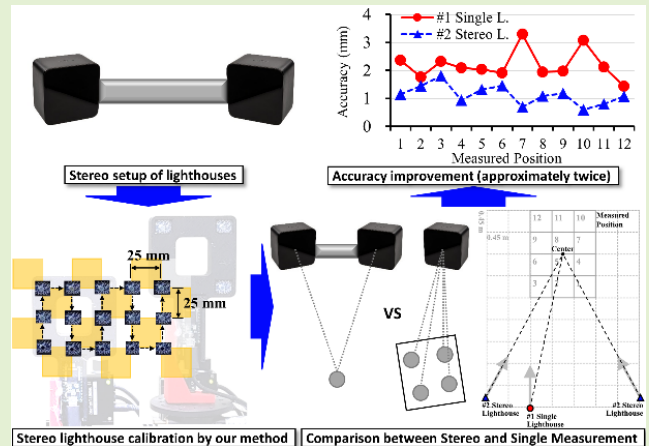 #1 Single L.
#2 Stereo L.
Accuracy (mm)
4
3
2
1
0
1 2 3 4 5 6 7 8 9 10 11 12
Measured Position
Stereo setup of lighthouses
Accuracy improvement (approximately twice)
25 mm
25 mm
VS
0.45 m
0.45 m
12 11 10
Measured
Position
9 8 7
Center
6 4
3
#2 Stereo
Lighthouse
#1 Single
Lighthouse
#2 Stereo
Lighthouse
Stereo lighthouse calibration by our method
Comparison between Stereo and Single Measurement